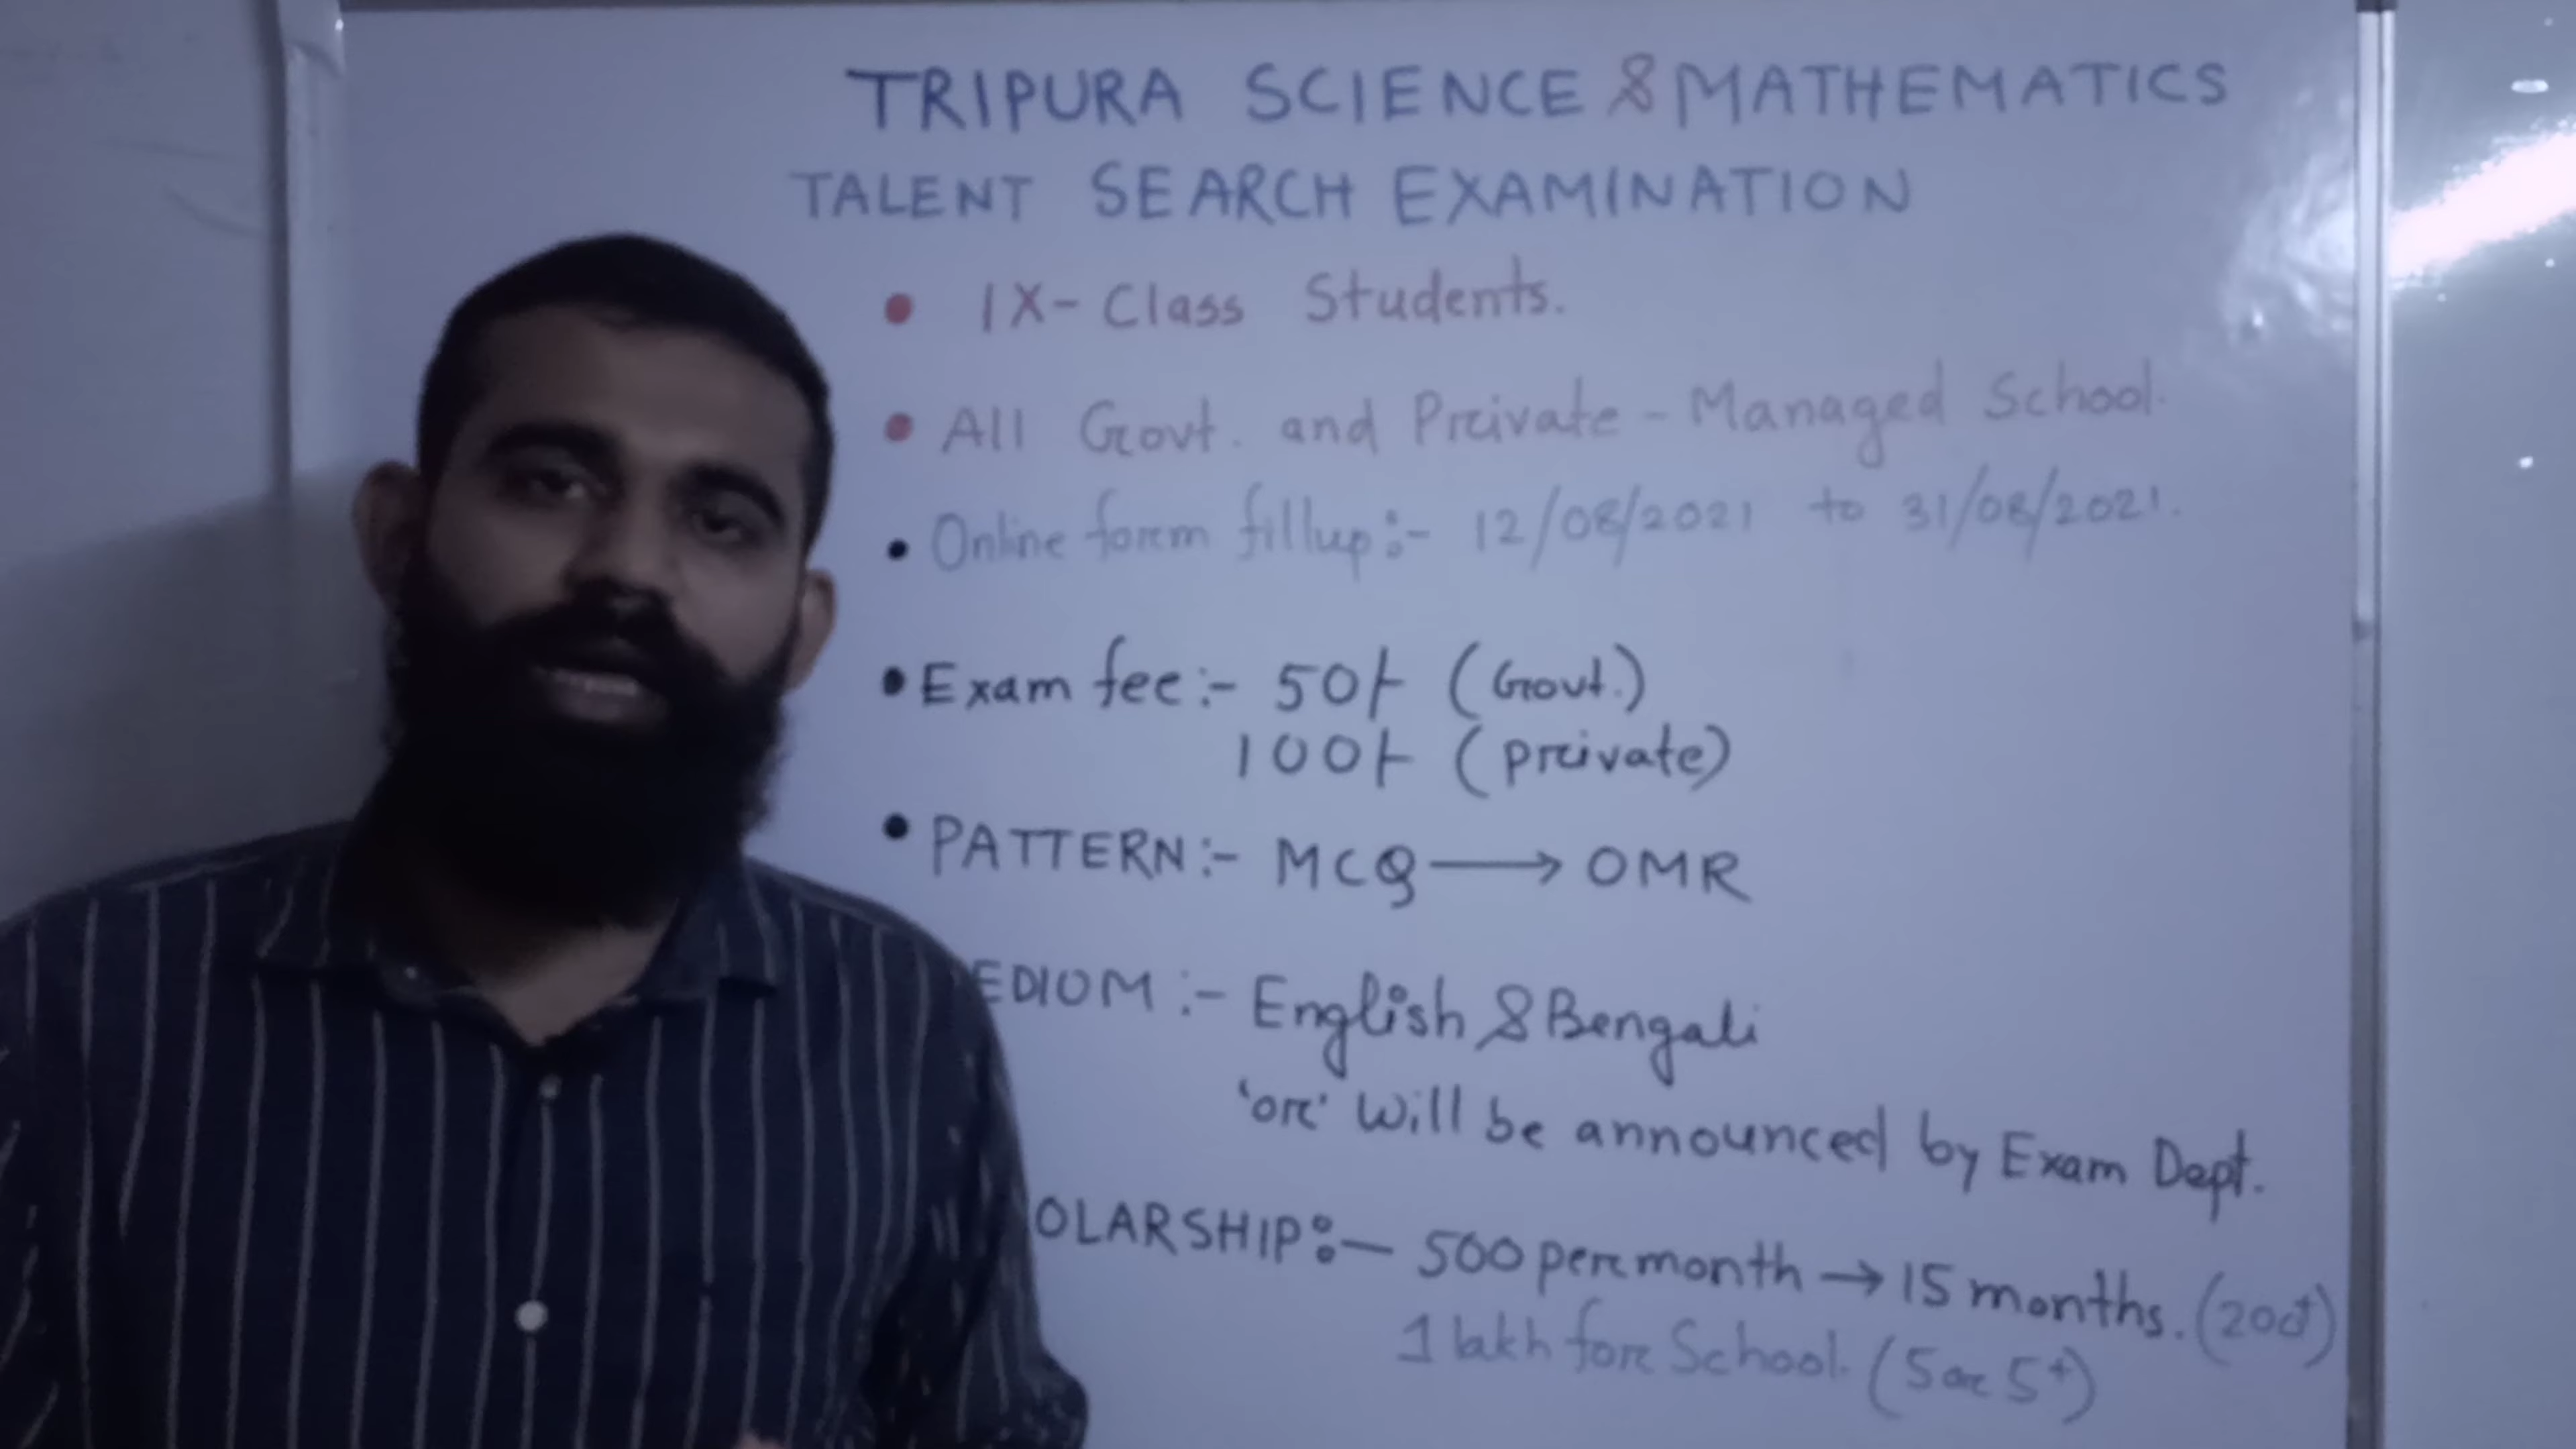 TRIPURA SCIENCE & MATHEMATICS
TALENT SEARCH EXAMINATION
• IX- Class Students.
• All Govt. and Private - Managed School.
• Online form fillup:- 12/08/2021 to 31/08/2021.
• Exam fee:- 50/- (Govt.)
100/- (private)
• PATTERN:- MCQ → OMR
EDIUM :- English & Bengali
'or' Will be announced by Exam Dept.
OLARSHIP:- 500 per month → 15 months. (200+)
1 lakh for School. (5 or 5+)